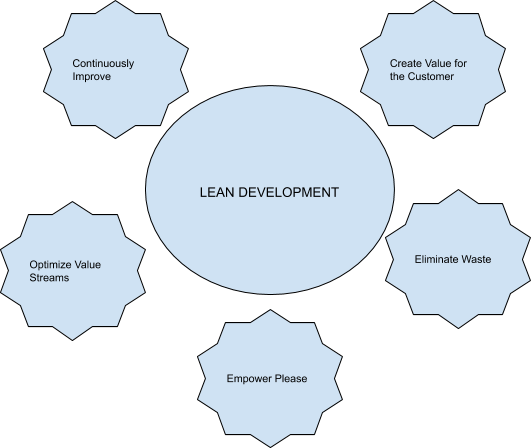 Continuously
Improve
Create Value for
the Customer
LEAN DEVELOPMENT
Optimize Value
Streams
Eliminate Waste
Empower Please